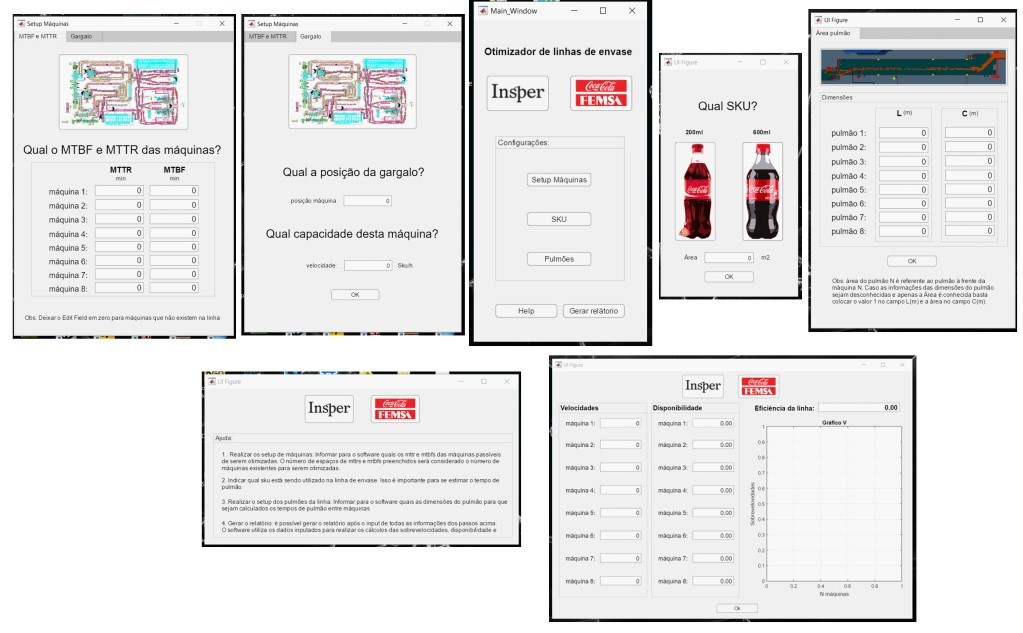 Setup Máquinas
MTBF e MTTR Gargalo
Qual o MTBF e MTTR das máquinas?
MTTR MTBF
min min
máquina 1: 0 0
máquina 2: 0 0
máquina 3: 0 0
máquina 4: 0 0
máquina 5: 0 0
máquina 6: 0 0
máquina 7: 0 0
máquina 8: 0 0
Obs. Deixar o Edit Field em zero para máquinas que não existem na linha
Setup Máquinas
MTBF e MTTR Gargalo
Qual a posição da gargalo?
posição máquina 0
Qual capacidade desta máquina?
velocidade: 0 Sku/h
OK
Main_Window
Otimizador de linhas de envase
Insper Coca-Cola
FEMSA
Configurações:
Setup Máquinas
SKU
Pulmões
Help Gerar relátorio
UI Figure
Qual SKU?
200ml 600ml
Coca-Cola Coca-Cola
Área 0 m2
OK
UI Figure
Área pulmão
Dimensões
L (m) C (m)
pulmão 1: 0 0
pulmão 2: 0 0
pulmão 3: 0 0
pulmão 4: 0 0
pulmão 5: 0 0
pulmão 6: 0 0
pulmão 7: 0 0
pulmão 8: 0 0
OK
Obs: área do pulmão N é referente ao pulmão à frente da
máquina N. Caso as informações das dimensões do pulmão
sejam desconhecidas e apenas a Área é conhecida basta
colocar o valor 1 no campo L(m) e a área no campo C(m).
UI Figure
Insper Coca-Cola
FEMSA
Ajuda:
1. Realizar os setup de máquinas: Informar para o software quais os mttr e mtbfs das máquinas passíveis
de serem otimizadas. O número de espaços de mttrs e mtbfs preenchidos será considerado o número de
máquinas existentes para serem otimizadas.
2. Indicar qual sku está sendo utilizado na linha de envase. Isso é importante para se estimar o tempo de
pulmão
3. Realizar o setup dos pulmões da linha: Informar para o software quais as dimensões do pulmão para que
sejam calculados os tempos de pulmão entre máquinas
4. Gerar o relatório: é possível gerar o relatório após o input de todas as informações dos passos acima.
O software utiliza os dados inputados para realizar os cálculos das sobrevelocidades, disponibilidade e
UI Figure
Insper Coca-Cola
FEMSA
Velocidades Disponibilidade Eficiência da linha: 0.00
máquina 1: 0 máquina 1: 0.00
máquina 2: 0 máquina 2: 0.00
máquina 3: 0 máquina 3: 0.00
máquina 4: 0 máquina 4: 0.00
máquina 5: 0 máquina 5: 0.00
máquina 6: 0 máquina 6: 0.00
máquina 7: 0 máquina 7: 0.00
máquina 8: 0 máquina 8: 0.00
Gráfico V
Sobrevelocidades
1
0.9
0.8
0.7
0.6
0.5
0.4
0.3
0.2
0.1
0
0 0.2 0.4 0.6 0.8 1
N máquinas
Ok